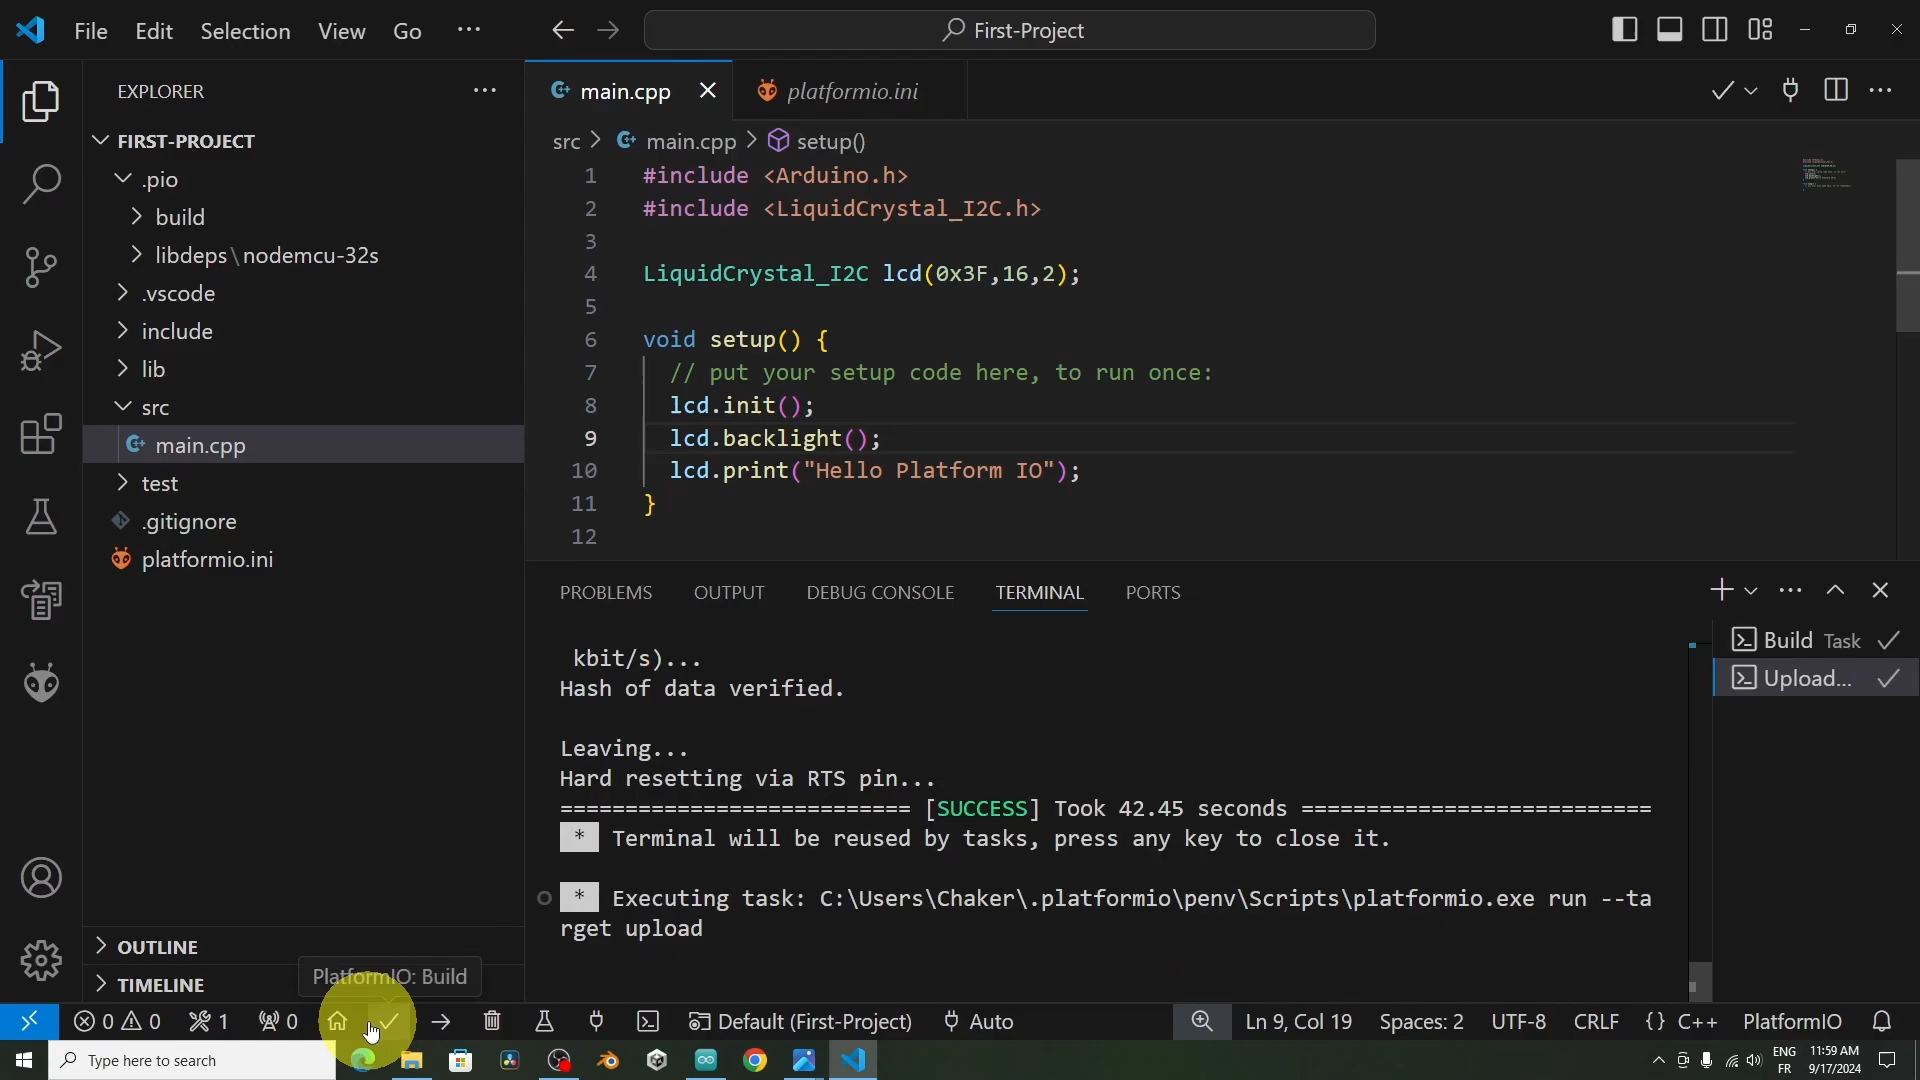 File Edit Selection View Go ···
First-Project
EXPLORER
FIRST-PROJECT
.pio
build
libdeps\nodemcu-32s
.vscode
include
lib
src
main.cpp
test
.gitignore
platformio.ini
OUTLINE
TIMELINE
PlatformIO: Build
main.cpp
platformio.ini
src > main.cpp > setup()
1 #include <Arduino.h>
2 #include <LiquidCrystal_I2C.h>
3
4 LiquidCrystal_I2C lcd(0x3F,16,2);
5
6 void setup() {
7 // put your setup code here, to run once:
8 lcd.init();
9 lcd.backlight();
10 lcd.print("Hello Platform IO");
11 }
12
PROBLEMS OUTPUT DEBUG CONSOLE TERMINAL PORTS
kbit/s)...
Hash of data verified.
Leaving...
Hard resetting via RTS pin...
=========================== [SUCCESS] Took 42.45 seconds ===========================
* Terminal will be reused by tasks, press any key to close it.
* Executing task: C:\Users\Chaker\.platformio\penv\Scripts\platformio.exe run --ta
rget upload
Build Task
Upload...
0 0 1 0 Default (First-Project) Auto Ln 9, Col 19 Spaces: 2 UTF-8 CRLF {} C++ PlatformIO
Type here to search
ENG
FR
11:59 AM
9/17/2024